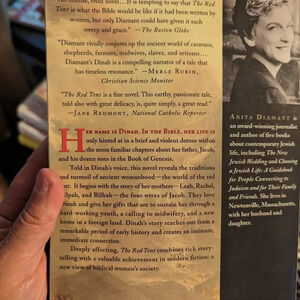 vivid novel... It is tempting to say that The Red
Tent is what the Bible would be like if it had been written
by women, but only Diamant could have given it such
sweep and grace." —The Boston Globe
"Diamant vividly conjures up the ancient world of caravans,
shepherds, farmers, midwives, slaves, and artisans....
Diamant's Dinah is a compelling narrator of a tale that
has timeless resonance." —Merle Rubin,
Christian Science Monitor
"The Red Tent is a fine novel. This earthy, passionate tale,
told also with great delicacy, is, quite simply, a great read."
—Jane Redmont, National Catholic Reporter
Her name is Dinah. In the Bible, her life is
only hinted at in a brief and violent detour within
the more familiar chapters about her father, Jacob,
and his dozen sons in the Book of Genesis.
Told in Dinah's voice, this novel reveals the traditions
and turmoil of ancient womanhood—the world of the red
tent. It begins with the story of her mothers—Leah, Rachel,
Zilpah, and Bilhah—the four wives of Jacob. They love
Dinah and give her gifts that are to sustain her through a
hard-working youth, a calling to midwifery, and a new
home in a foreign land. Dinah's story reaches out from a
remarkable period of early history and creates an intimate,
immediate connection.
Deeply affecting, The Red Tent combines rich story-
telling with a valuable achievement in modern fiction: a
new view of biblical women's society.
Anita Diamant is
an award-winning journalist
and author of five books
about contemporary Jewish
life, including The New
Jewish Wedding and Choosing
a Jewish Life: A Guidebook
for People Converting to
Judaism and for Their Family
and Friends. She lives in
Newtonville, Massachusetts,
with her husband and
daughter.